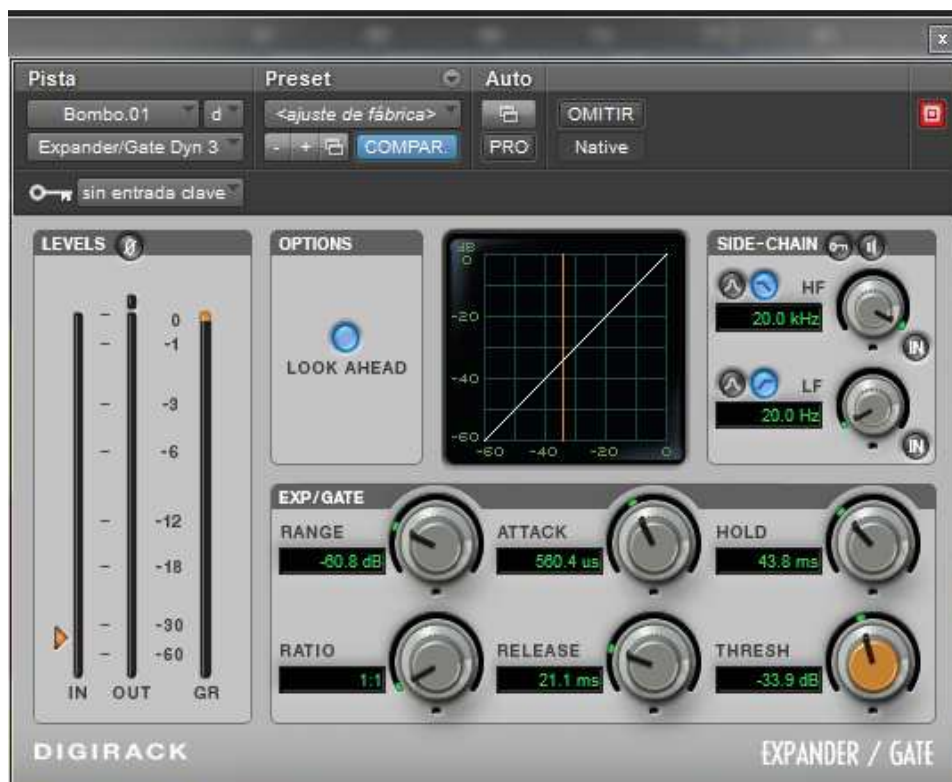 x
Pista Preset Auto
Bombo.01 d <ajuste de fábrica> OMITIR
Expander/Gate Dyn 3 - + COMPAR. PRO Native
sin entrada clave
LEVELS Ø OPTIONS SIDE-CHAIN
LOOK AHEAD
dB
0
-20
-40
-60
-60 -40 -20 0
HF
20.0 kHz
IN
LF
20.0 Hz
IN
0
-1
-3
-6
-12
-18
-30
-60
IN OUT GR
EXP/GATE
RANGE ATTACK HOLD
-60.8 dB 560.4 us 43.8 ms
RATIO RELEASE THRESH
1:1 21.1 ms -33.9 dB
DIGIRACK EXPANDER / GATE